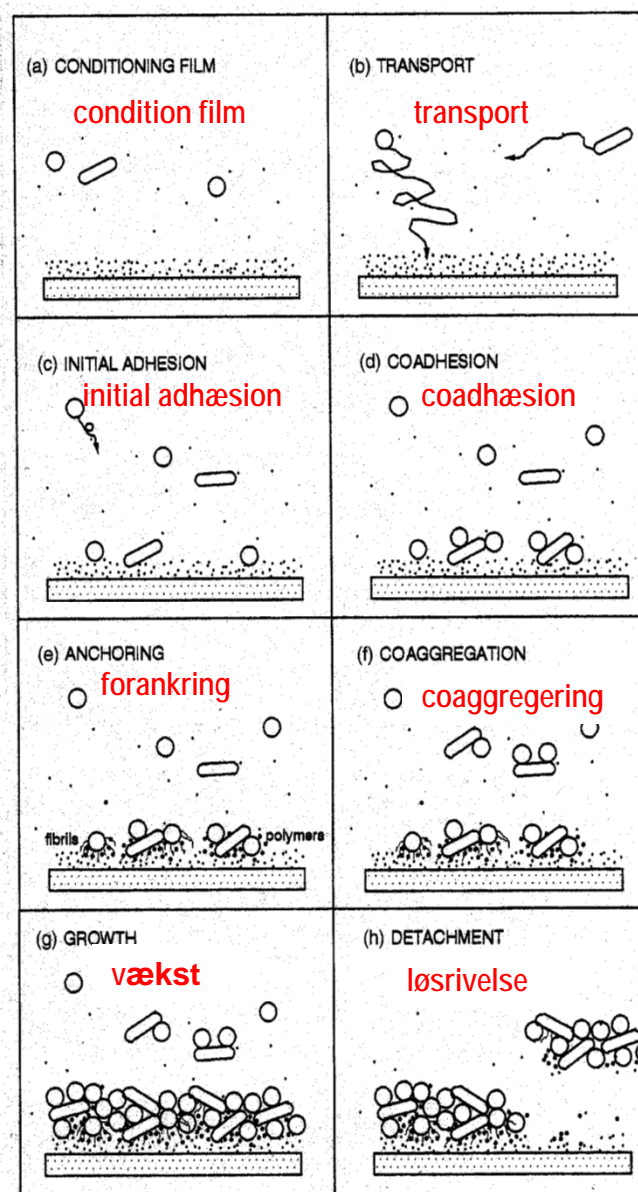 (a) CONDITIONING FILM
condition film
(b) TRANSPORT
transport
(c) INITIAL ADHESION
initial adhæsion
(d) COADHESION
coadhæsion
(e) ANCHORING
forankring
fibrils
polymers
(f) COAGGREGATION
coaggregering
(g) GROWTH
vækst
(h) DETACHMENT
løsrivelse